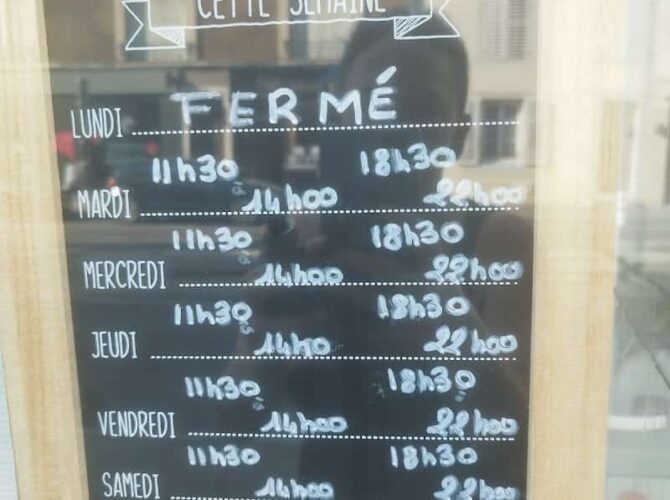 CETTE SEMAINE
LUNDI FERMÉ
11h30 18h30
MARDI à 14h00 22h00
11h30 18h30
MERCREDI à 14h00 22h00
11h30 18h30
JEUDI à 14h0 22h00
11h30 18h30
VENDREDI à 14h00 à 22h00
11h30 18h30
SAMEDI 14h00 22h00